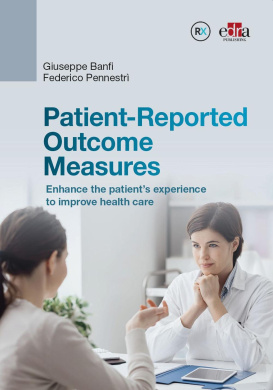 RX
edra
PUBLISHING
Giuseppe Banfi
Federico Pennestrì
Patient-Reported
Outcome
Measures
Enhance the patient's experience
to improve health care